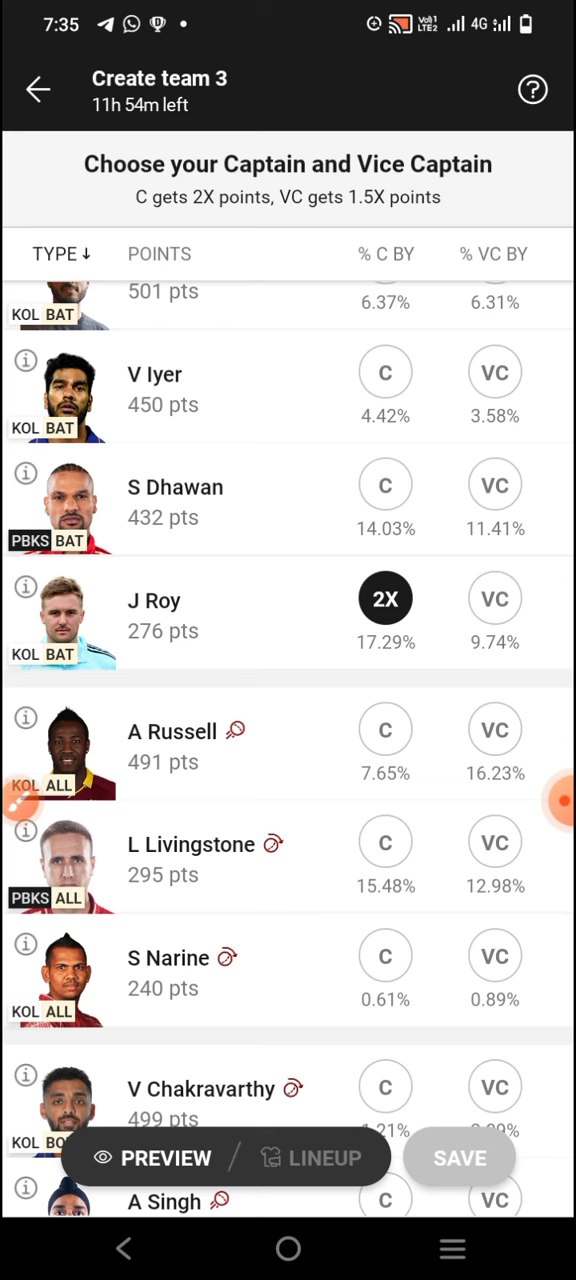 7:35
Vo)) 1
LTE2
4G
Create team 3
11h 54m left
Choose your Captain and Vice Captain
C gets 2X points, VC gets 1.5X points
TYPE POINTS % C BY % VC BY
501 pts 6.37% 6.31%
KOL BAT
V Iyer C VC
450 pts 4.42% 3.58%
KOL BAT
S Dhawan C VC
432 pts 14.03% 11.41%
PBKS BAT
J Roy 2X VC
276 pts 17.29% 9.74%
KOL BAT
A Russell C VC
491 pts 7.65% 16.23%
KOL ALL
L Livingstone C VC
295 pts 15.48% 12.98%
PBKS ALL
S Narine C VC
240 pts 0.61% 0.89%
KOL ALL
V Chakravarthy C VC
499 pts
KOL
PREVIEW / LINEUP SAVE
A Singh C VC